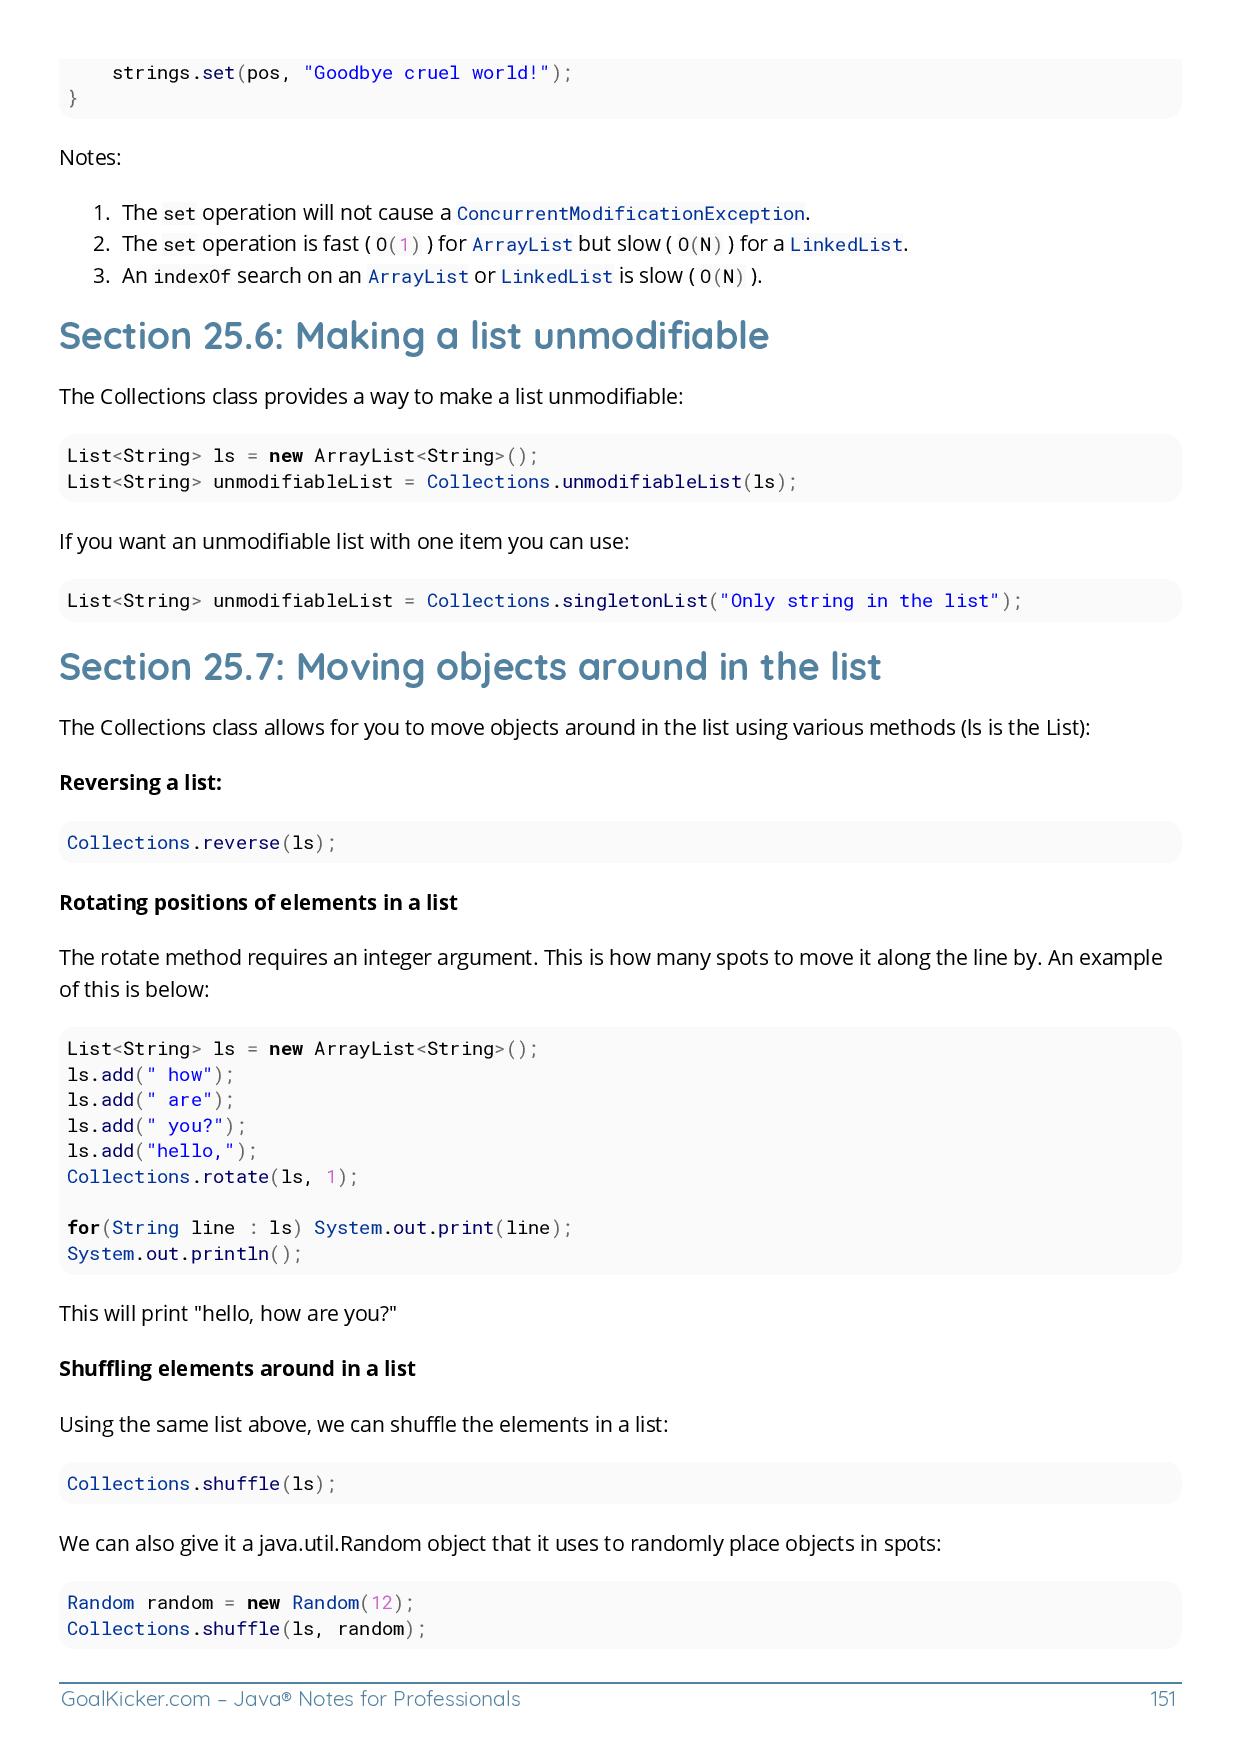 strings.set(pos, "Goodbye cruel world!");
}
Notes:
1. The set operation will not cause a ConcurrentModificationException.
2. The set operation is fast ( O(1) ) for ArrayList but slow ( O(N) ) for a LinkedList.
3. An indexOf search on an ArrayList or LinkedList is slow ( O(N) ).
Section 25.6: Making a list unmodifiable
The Collections class provides a way to make a list unmodifiable:
List<String> ls = new ArrayList<String>();
List<String> unmodifiableList = Collections.unmodifiableList(ls);
If you want an unmodifiable list with one item you can use:
List<String> unmodifiableList = Collections.singletonList("Only string in the list");
Section 25.7: Moving objects around in the list
The Collections class allows for you to move objects around in the list using various methods (ls is the List):
Reversing a list:
Collections.reverse(ls);
Rotating positions of elements in a list
The rotate method requires an integer argument. This is how many spots to move it along the line by. An example
of this is below:
List<String> ls = new ArrayList<String>();
ls.add(" how");
ls.add(" are");
ls.add(" you?");
ls.add("hello,");
Collections.rotate(ls, 1);
for(String line : ls) System.out.print(line);
System.out.println();
This will print "hello, how are you?"
Shuffling elements around in a list
Using the same list above, we can shuffle the elements in a list:
Collections.shuffle(ls);
We can also give it a java.util.Random object that it uses to randomly place objects in spots:
Random random = new Random(12);
Collections.shuffle(ls, random);
GoalKicker.com – Java® Notes for Professionals 151